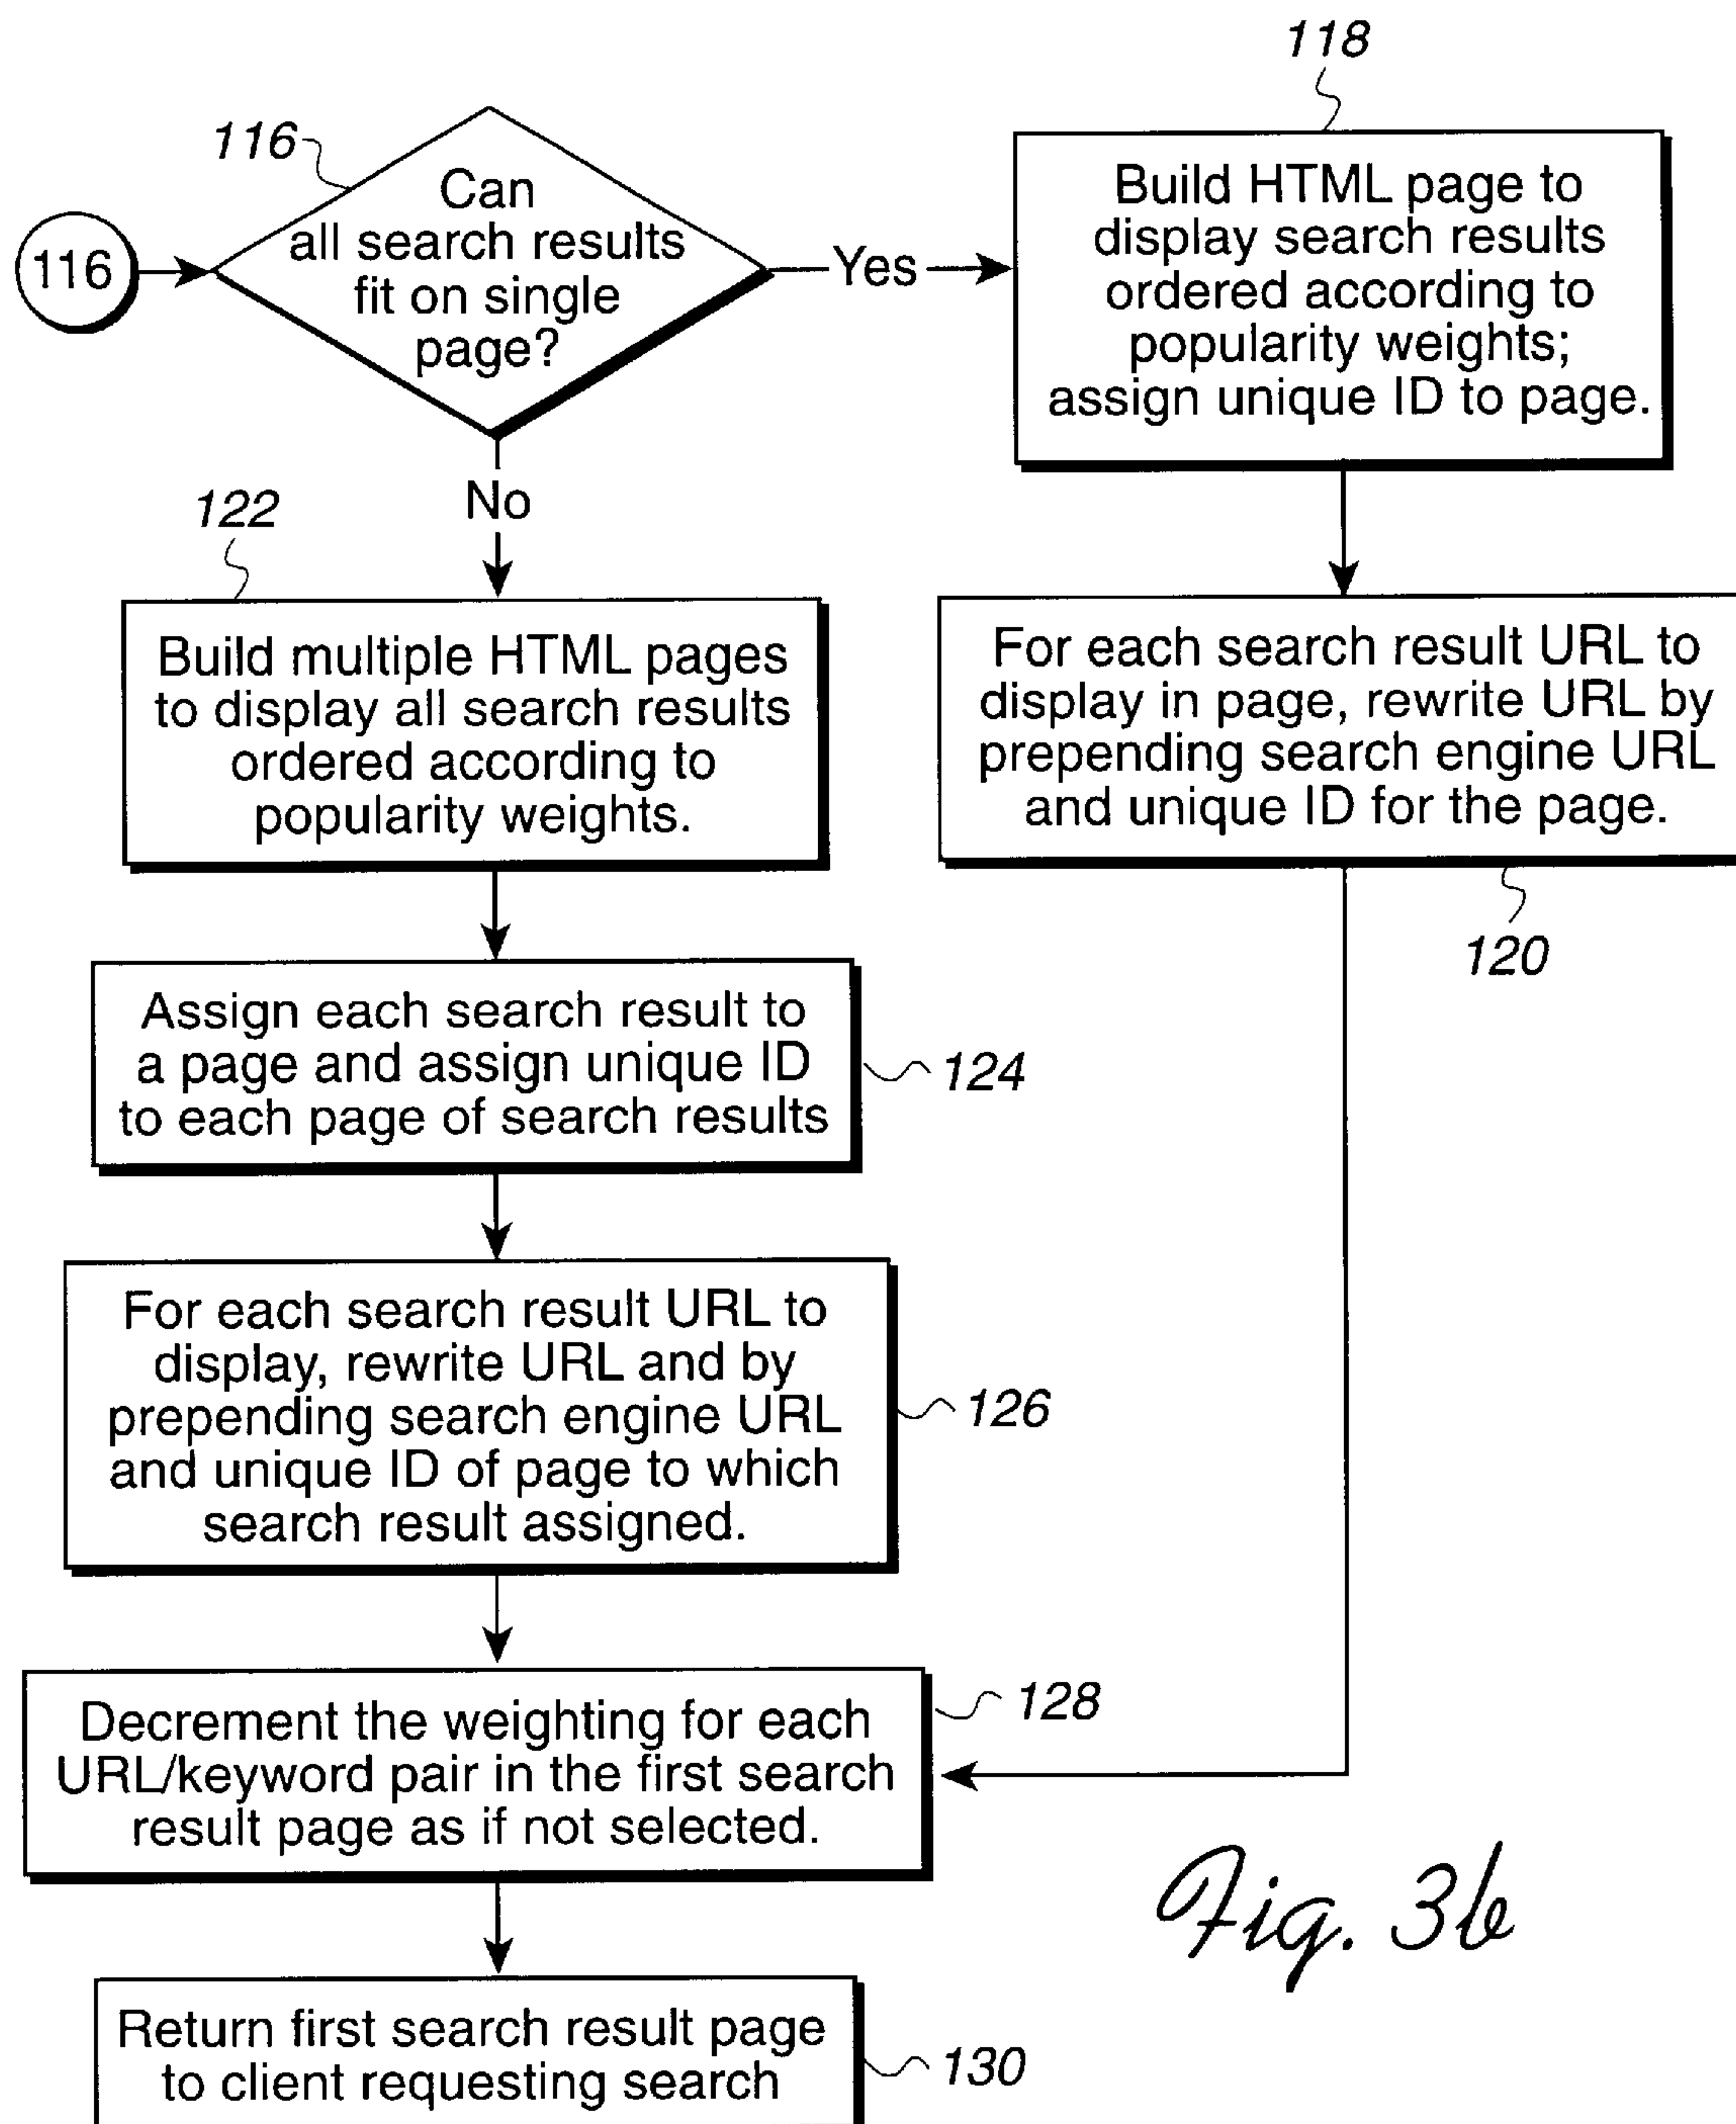 118
116
Can
all search results
fit on single
page?
116
Yes
Build HTML page to
display search results
ordered according to
popularity weights;
assign unique ID to page.
No
122
Build multiple HTML pages
to display all search results
ordered according to
popularity weights.
For each search result URL to
display in page, rewrite URL by
prepending search engine URL
and unique ID for the page.
120
Assign each search result to
a page and assign unique ID
to each page of search results
124
For each search result URL to
display, rewrite URL and by
prepending search engine URL
and unique ID of page to which
search result assigned.
126
Decrement the weighting for each
URL/keyword pair in the first search
result page as if not selected.
128
Return first search result page
to client requesting search
130
Fig. 3b